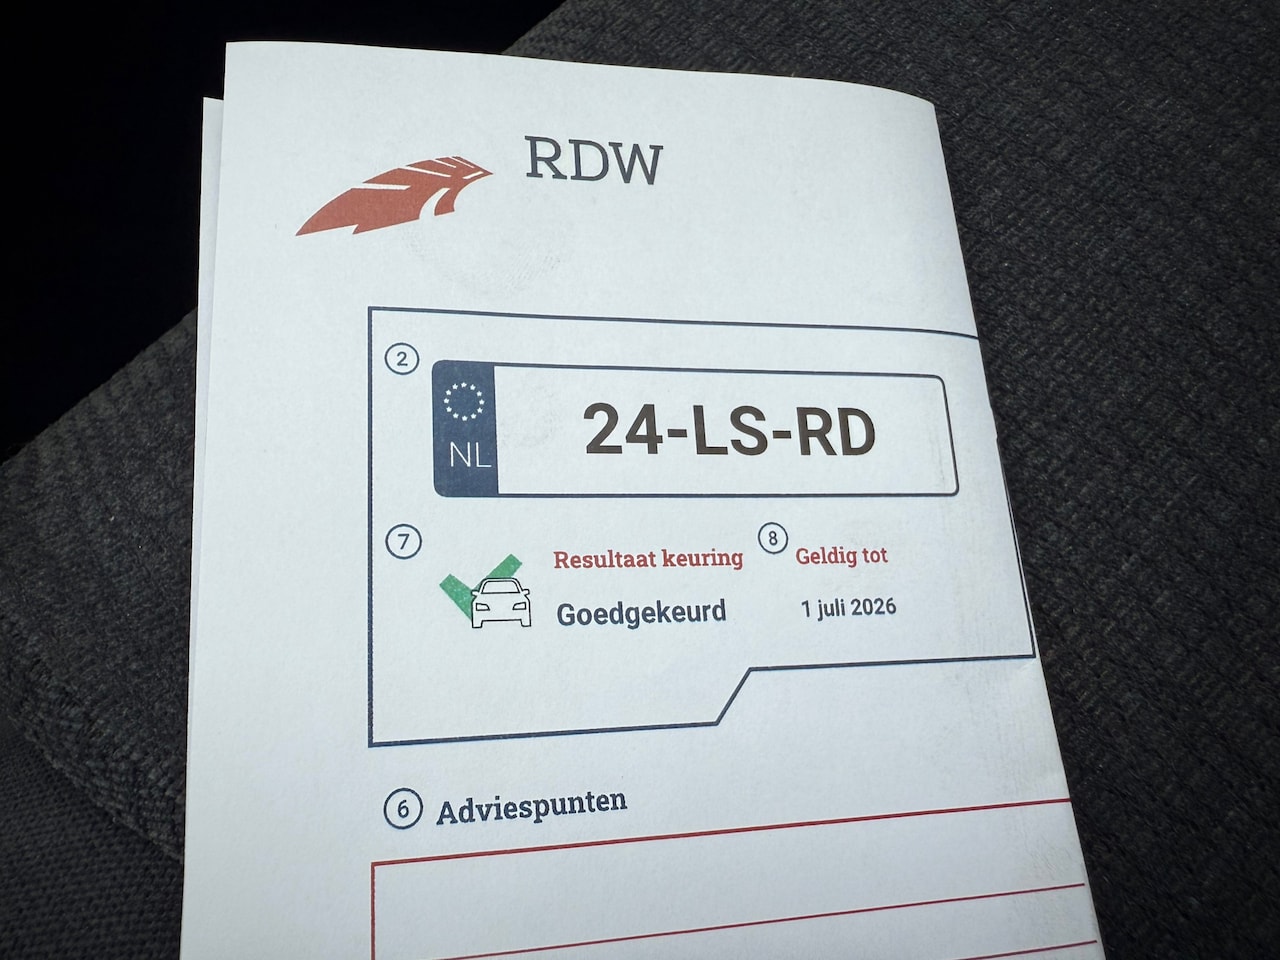 RDW
2
NL
24-LS-RD
7
Resultaat keuring
Goedgekeurd
8
Geldig tot
1 juli 2026
6 Adviespunten